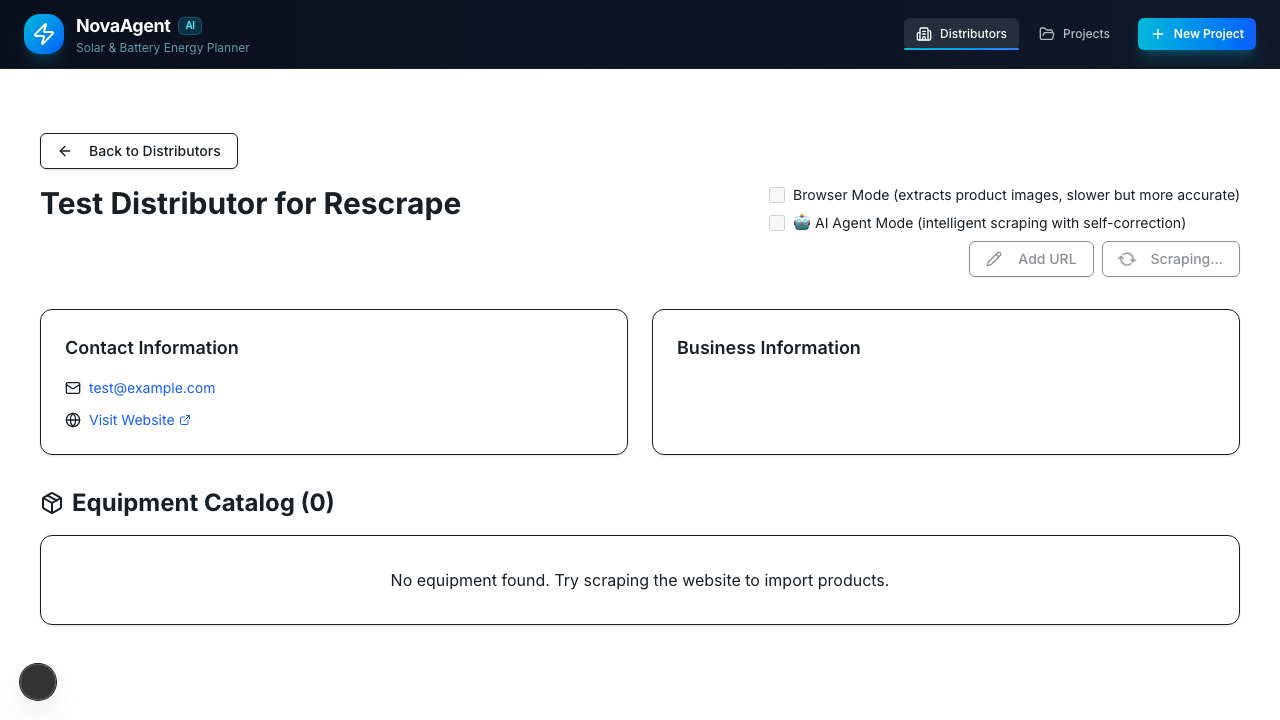 NovaAgent AI
Solar & Battery Energy Planner
Distributors
Projects
New Project
Back to Distributors
Test Distributor for Rescrape
Browser Mode (extracts product images, slower but more accurate)
🤖 AI Agent Mode (intelligent scraping with self-correction)
Add URL
Scraping...
Contact Information
test@example.com
Visit Website
Business Information
Equipment Catalog (0)
No equipment found. Try scraping the website to import products.